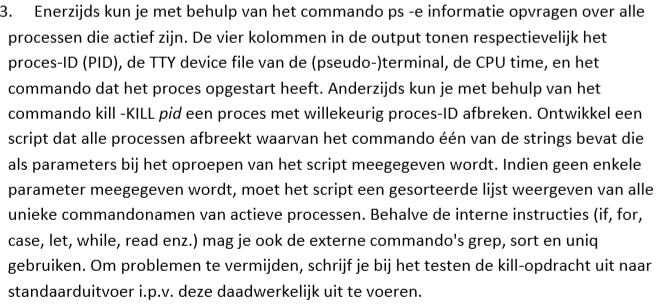 3. Enerzijds kun je met behulp van het commando ps -e informatie opvragen over alle
processen die actief zijn. De vier kolommen in de output tonen respectievelijk het
proces-ID (PID), de TTY device file van de (pseudo-)terminal, de CPU time, en het
commando dat het proces opgestart heeft. Anderzijds kun je met behulp van het
commando kill -KILL pid een proces met willekeurig proces-ID afbreken. Ontwikkel een
script dat alle processen afbreekt waarvan het commando één van de strings bevat die
als parameters bij het oproepen van het script meegegeven wordt. Indien geen enkele
parameter meegegeven wordt, moet het script een gesorteerde lijst weergeven van alle
unieke commandonamen van actieve processen. Behalve de interne instructies (if, for,
case, let, while, read enz.) mag je ook de externe commando's grep, sort en uniq
gebruiken. Om problemen te vermijden, schrijf je bij het testen de kill-opdracht uit naar
standaarduitvoer i.p.v. deze daadwerkelijk uit te voeren.